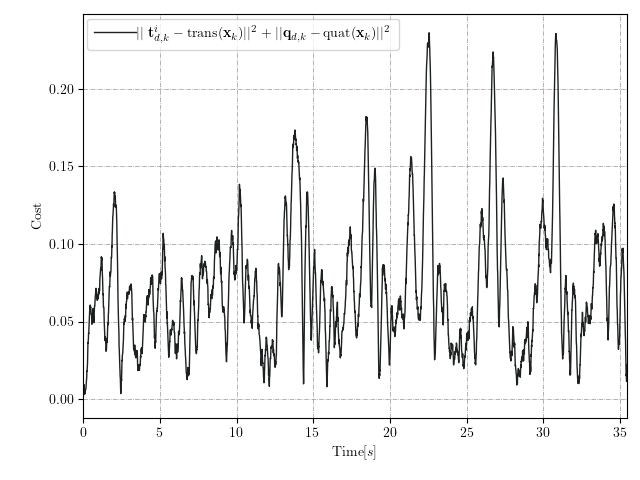 || t^i_{d,k} − trans(x_k)||² + ||q_{d,k} − quat(x_k)||²
0.20
0.15
0.10
0.05
0.00
Cost
0 5 10 15 20 25 30 35
Time[s]